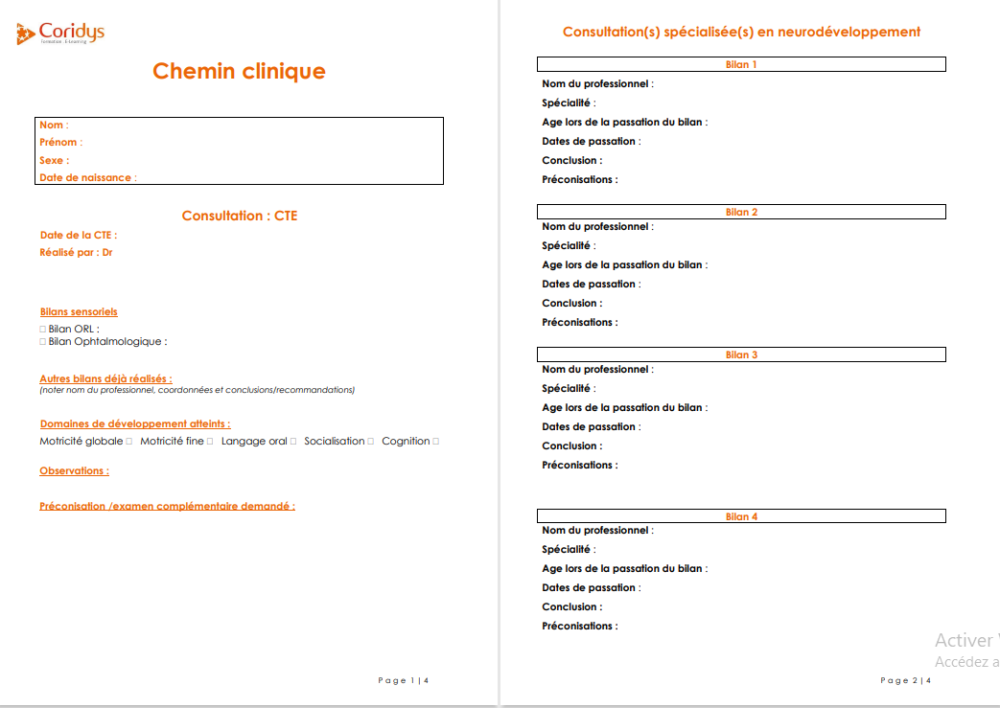 Coridys
Formation . E-Learning
Chemin clinique
Nom :
Prénom :
Sexe :
Date de naissance :
Consultation : CTE
Date de la CTE :
Réalisé par : Dr
Bilans sensoriels
□ Bilan ORL :
□ Bilan Ophtalmologique :
Autres bilans déjà réalisés :
(noter nom du professionnel, coordonnées et conclusions/recommandations)
Domaines de développement atteints :
Motricité globale □ Motricité fine □ Langage oral □ Socialisation □ Cognition □
Observations :
Préconisation /examen complémentaire demandé :
Page 1 | 4
Consultation(s) spécialisée(s) en neurodéveloppement
Bilan 1
Nom du professionnel :
Spécialité :
Age lors de la passation du bilan :
Dates de passation :
Conclusion :
Préconisations :
Bilan 2
Nom du professionnel :
Spécialité :
Age lors de la passation du bilan :
Dates de passation :
Conclusion :
Préconisations :
Bilan 3
Nom du professionnel :
Spécialité :
Age lors de la passation du bilan :
Dates de passation :
Conclusion :
Préconisations :
Bilan 4
Nom du professionnel :
Spécialité :
Age lors de la passation du bilan :
Dates de passation :
Conclusion :
Préconisations :
Activer
Accédez a
Page 2 | 4